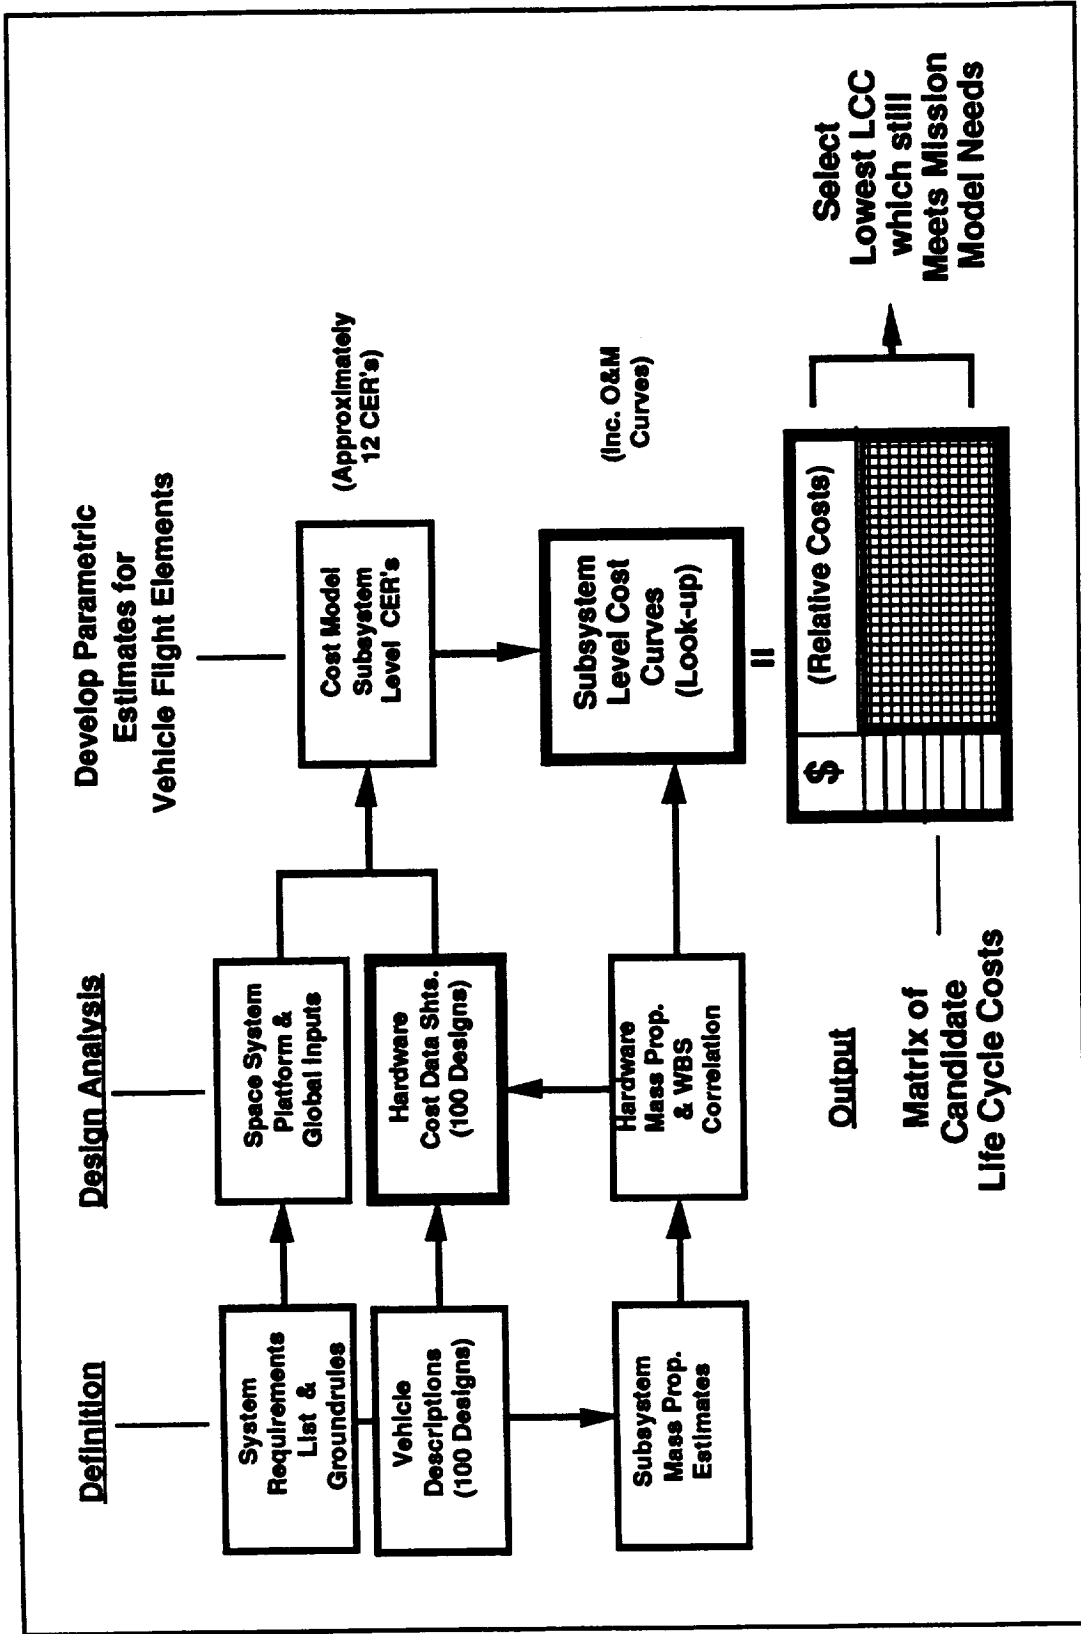 Definition
System
Requirements
List &
Groundrules
Vehicle
Descriptions
(100 Designs)
Subsystem
Mass Prop.
Estimates
Design Analysis
Space System
Platform &
Global Inputs
Hardware
Cost Data Shts.
(100 Designs)
Hardware
Mass Prop.
& WBS
Correlation
Develop Parametric
Estimates for
Vehicle Flight Elements
Cost Model
Subsystem
Level CER's
(Approximately
12 CER's)
Subsystem
Level Cost
Curves
(Look-up)
(Inc. O&M
Curves)
=
Output
Matrix of
Candidate
Life Cycle Costs
$
(Relative Costs)
Select
Lowest LCC
which still
Meets Mission
Model Needs